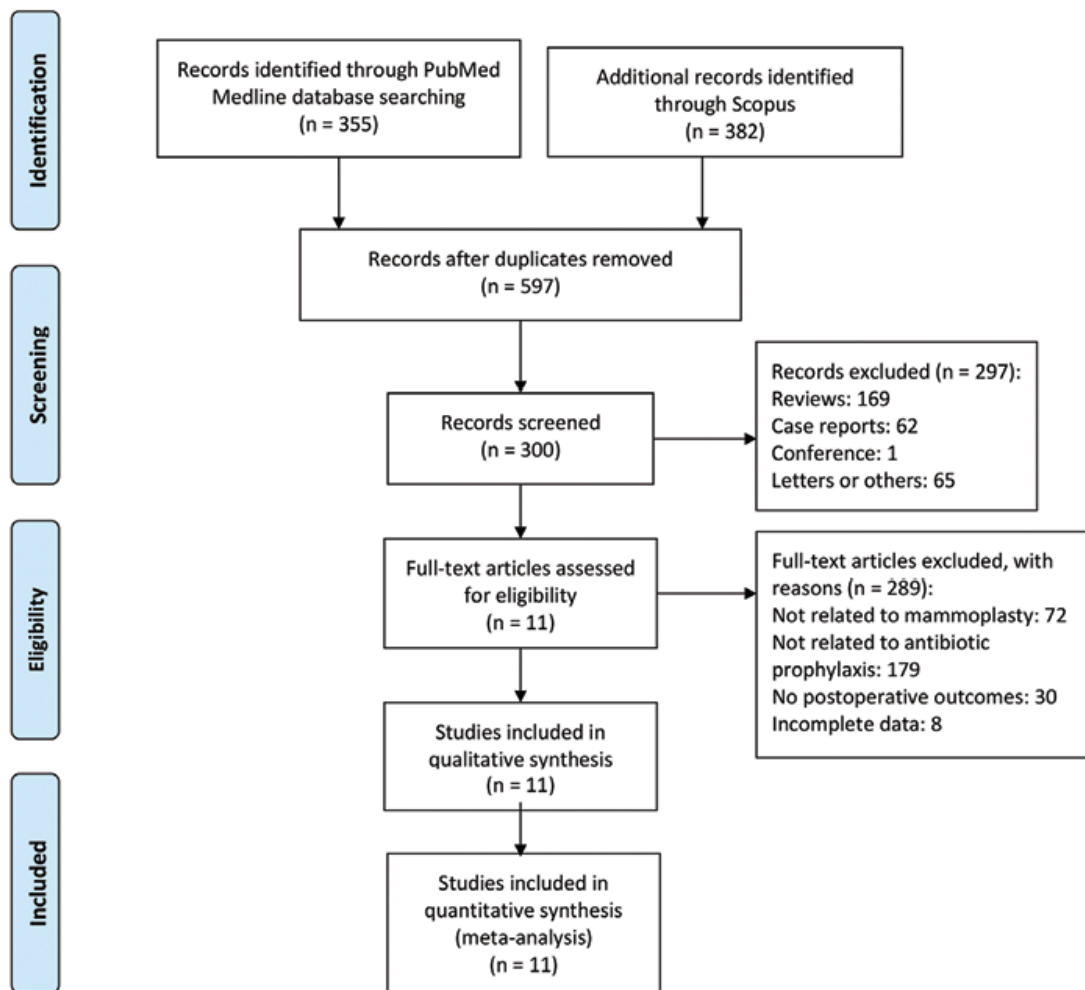 Identification
Records identified through PubMed
Medline database searching
(n = 355)
Additional records identified
through Scopus
(n = 382)
Records after duplicates removed
(n = 597)
Screening
Records screened
(n = 300)
Records excluded (n = 297):
Reviews: 169
Case reports: 62
Conference: 1
Letters or others: 65
Eligibility
Full-text articles assessed
for eligibility
(n = 11)
Full-text articles excluded, with
reasons (n = 289):
Not related to mammoplasty: 72
Not related to antibiotic
prophylaxis: 179
No postoperative outcomes: 30
Incomplete data: 8
Studies included in
qualitative synthesis
(n = 11)
Included
Studies included in
quantitative synthesis
(meta-analysis)
(n = 11)